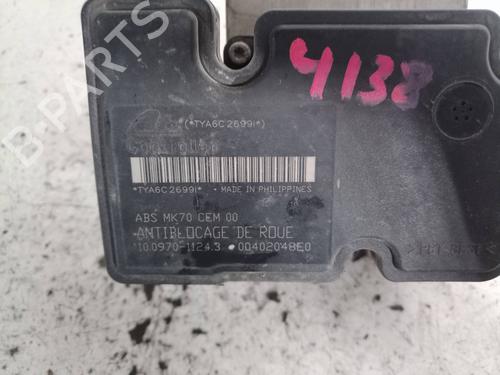 4138
(*TYA6C2699I*)
*TYA6C2699I* • MADE IN PHILIPPINES
ABS MK70 CEM 00
ANTIBLOCAGE DE ROUE
10.0970-1124.3 00402048E0
B-PARTS